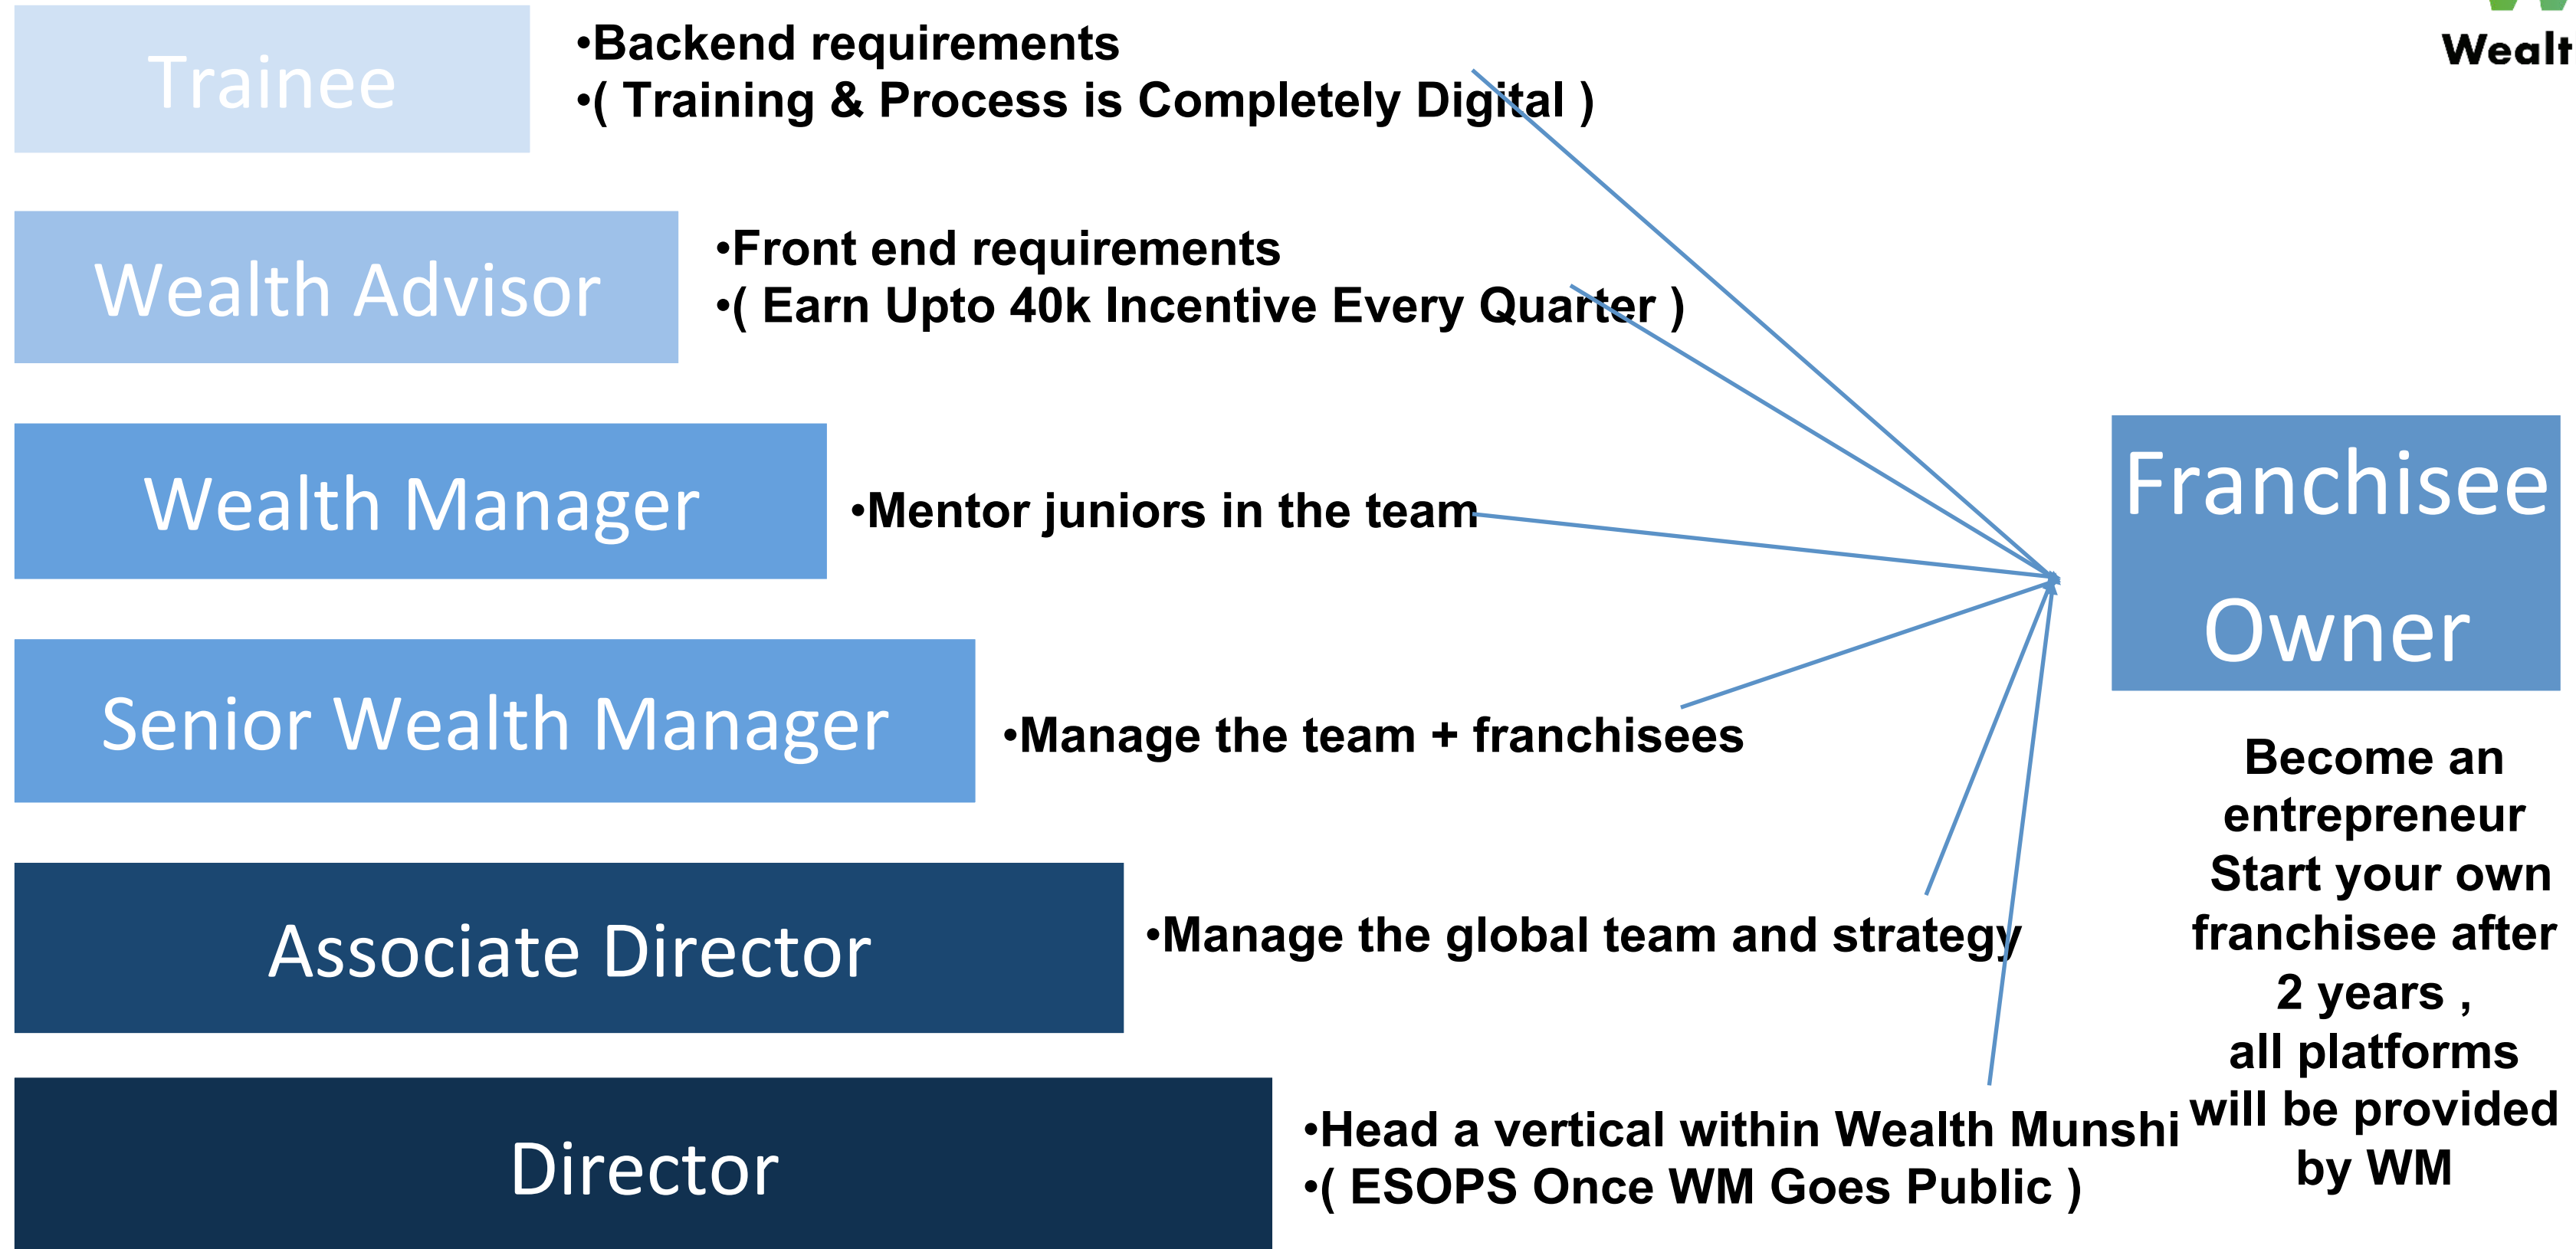 Wealt
Trainee
•Backend requirements
•( Training & Process is Completely Digital )
Wealth Advisor
•Front end requirements
•( Earn Upto 40k Incentive Every Quarter )
Wealth Manager
•Mentor juniors in the team
Senior Wealth Manager
•Manage the team + franchisees
Associate Director
•Manage the global team and strategy
Director
•Head a vertical within Wealth Munshi
•( ESOPS Once WM Goes Public )
Franchisee
Owner
Become an
entrepreneur
Start your own
franchisee after
2 years ,
all platforms
will be provided
by WM